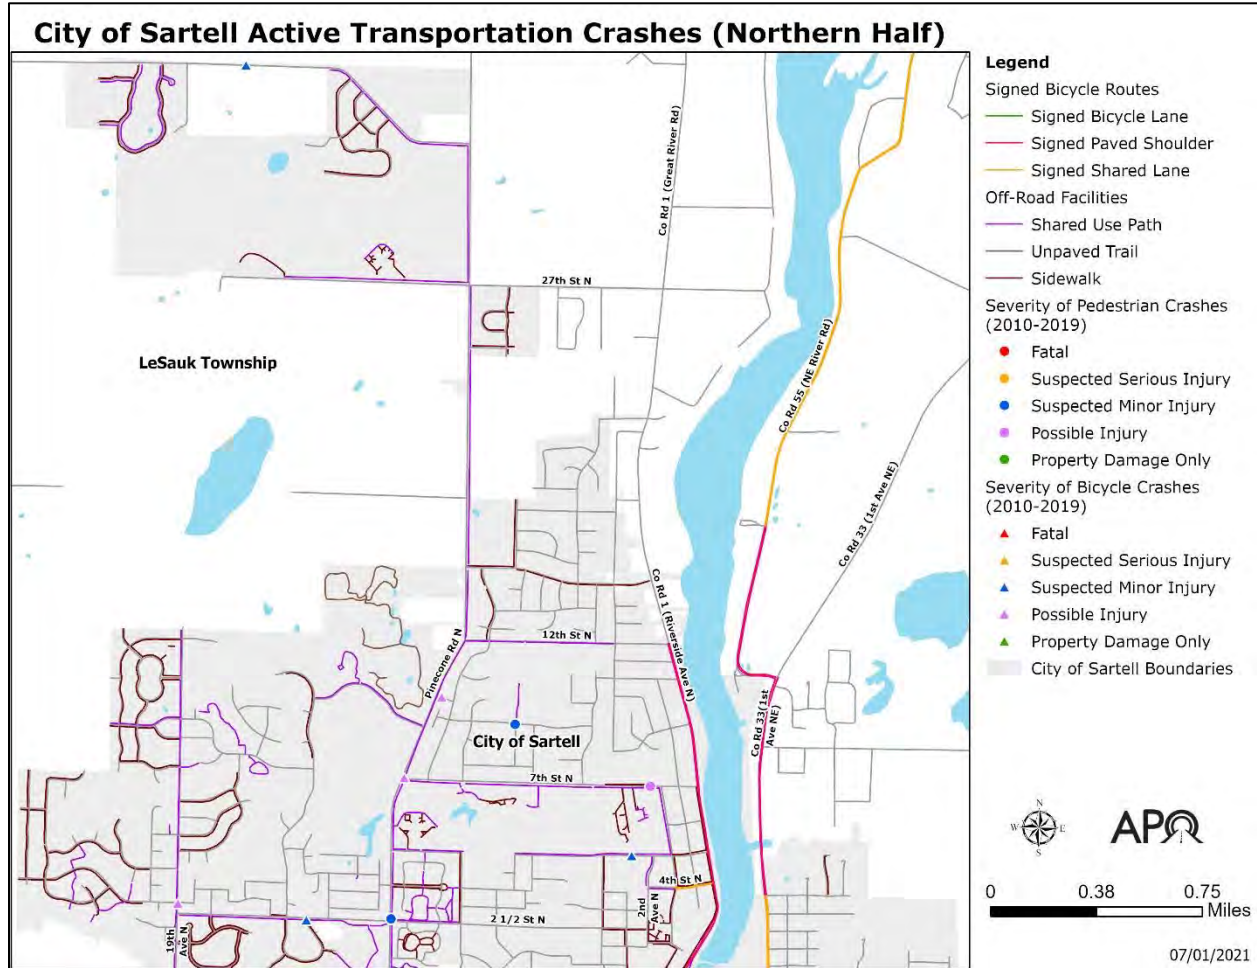 City of Sartell Active Transportation Crashes (Northern Half)
Legend
Signed Bicycle Routes
Signed Bicycle Lane
Signed Paved Shoulder
Signed Shared Lane
Off-Road Facilities
Shared Use Path
Unpaved Trail
Sidewalk
Severity of Pedestrian Crashes
(2010-2019)
Fatal
Suspected Serious Injury
Suspected Minor Injury
Possible Injury
Property Damage Only
Severity of Bicycle Crashes
(2010-2019)
Fatal
Suspected Serious Injury
Suspected Minor Injury
Possible Injury
Property Damage Only
City of Sartell Boundaries
Co Rd 1 (Great River Rd)
27th St N
LeSauk Township
Co Rd 55 (NE River Rd)
Co Rd 33 (1st Ave NE)
Co Rd 1 (Riverside Ave N)
12th St N
Pinecone Rd N
Co Rd 33(1st
Ave NE)
City of Sartell
7th St N
4th St N
2nd
Ave N
2 1/2 St N
19th
Ave N
N
W
E
S
APO
0
0.38
0.75
Miles
07/01/2021